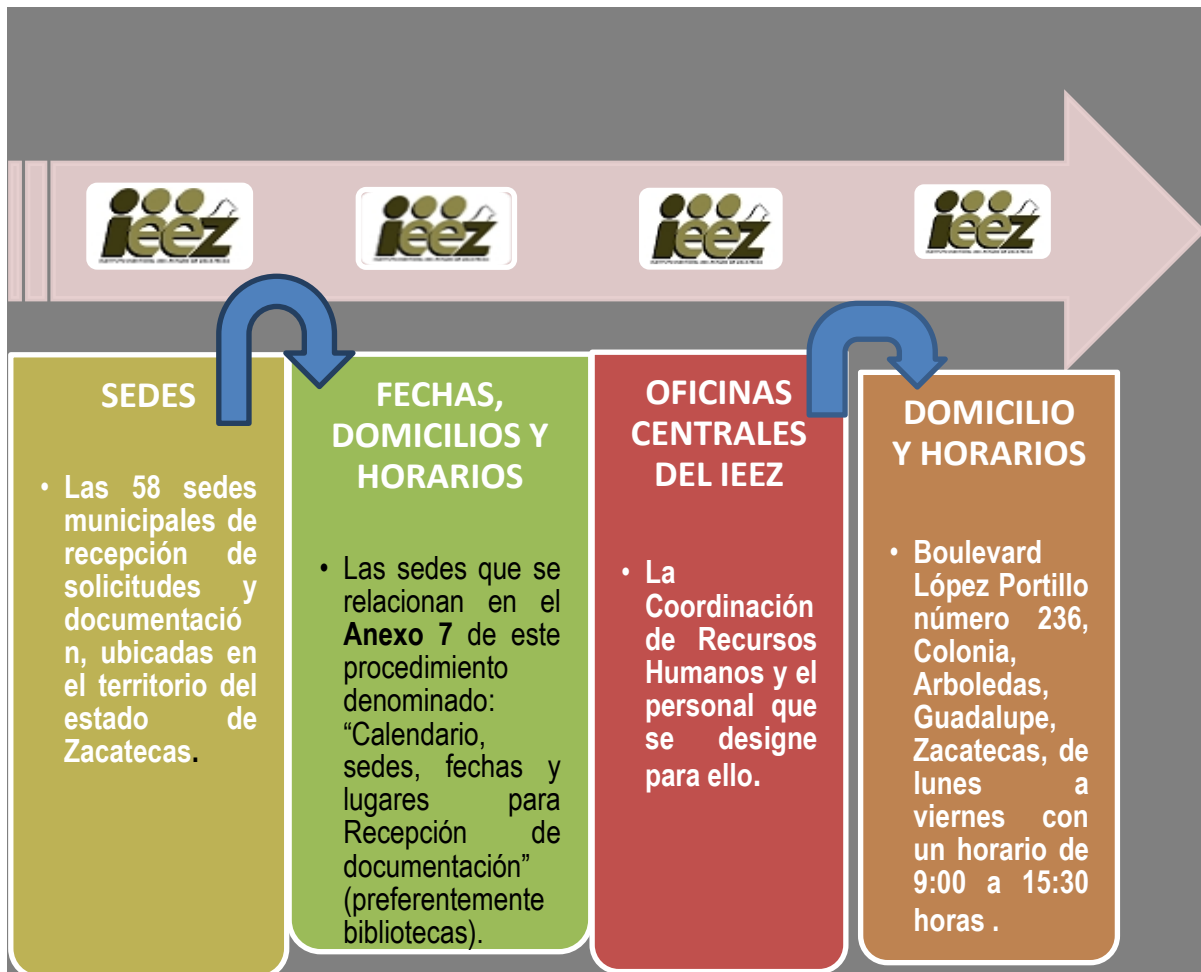 ieez
ieez
ieez
ieez
SEDES
• Las 58 sedes
municipales de
recepción de
solicitudes y
documentació
n, ubicadas en
el territorio del
estado de
Zacatecas.
FECHAS,
DOMICILIOS Y
HORARIOS
• Las sedes que se
relacionan en el
Anexo 7 de este
procedimiento
denominado:
“Calendario,
sedes, fechas y
lugares para
Recepción de
documentación”
(preferentemente
bibliotecas).
OFICINAS
CENTRALES
DEL IEEZ
• La
Coordinación
de Recursos
Humanos y el
personal que
se designe
para ello.
DOMICILIO
Y HORARIOS
• Boulevard
López Portillo
número 236,
Colonia,
Arboledas,
Guadalupe,
Zacatecas, de
lunes a
viernes con
un horario de
9:00 a 15:30
horas .